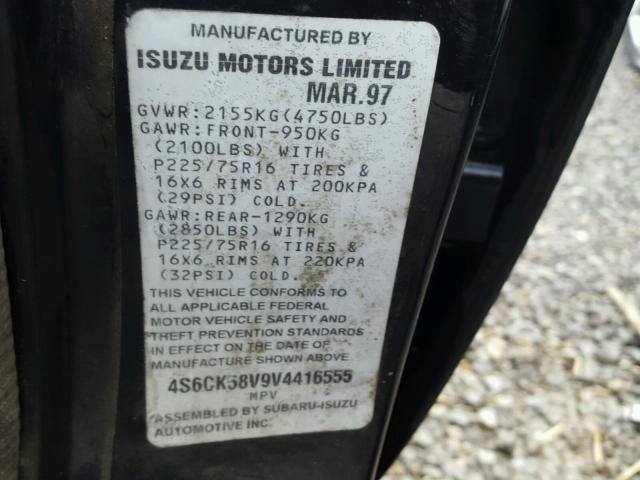 MANUFACTURED BY
ISUZU MOTORS LIMITED
MAR.97
GVWR:2155KG(4750LBS)
GAWR:FRONT-950KG
(2100LBS) WITH
P225/75R16 TIRES &
16X6 RIMS AT 200KPA
(29PSI) COLD.
GAWR:REAR-1290KG
(2850LBS) WITH
P225/75R16 TIRES &
16X6 RIMS AT 220KPA
(32PSI) COLD.
THIS VEHICLE CONFORMS TO
ALL APPLICABLE FEDERAL
MOTOR VEHICLE SAFETY AND
THEFT PREVENTION STANDARDS
IN EFFECT ON THE DATE OF
MANUFACTURE SHOWN ABOVE.
4S6CK58V9V4416555
MPV
ASSEMBLED BY SUBARU-ISUZU
AUTOMOTIVE INC.